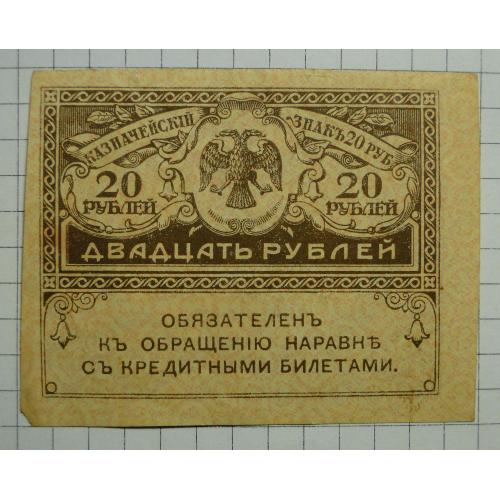 КАЗНАЧЕЙСКІЙ ЗНАКЪ 20 РУБ.
20 РУБЛЕЙ
20 РУБЛЕЙ
ДВАДЦАТЬ РУБЛЕЙ
ОБЯЗАТЕЛЕНЪ
КЪ ОБРАЩЕНІЮ НАРАВНѢ
СЪ КРЕДИТНЫМИ БИЛЕТАМИ.